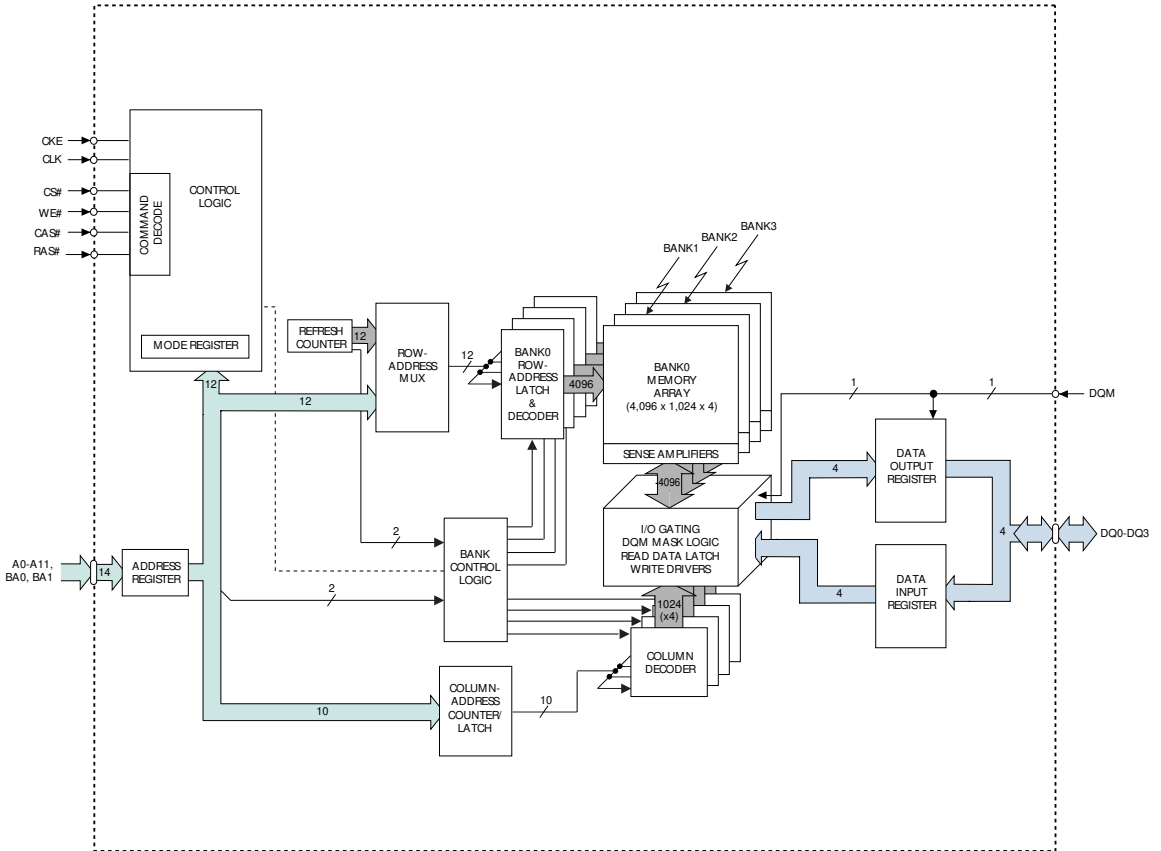 CKE
CLK
CS#
WE#
CAS#
RAS#
COMMAND
DECODE
CONTROL
LOGIC
MODE REGISTER
12
BANK1
BANK2
BANK3
REFRESH
COUNTER
12
ROW-
ADDRESS
MUX
12
12
BANK0
ROW-
ADDRESS
LATCH
&
DECODER
4096
BANK0
MEMORY
ARRAY
(4,096 x 1,024 x 4)
SENSE AMPLIFIERS
4096
1
1
DQM
DATA
OUTPUT
REGISTER
4
I/O GATING
DQM MASK LOGIC
READ DATA LATCH
WRITE DRIVERS
4
DQ0-DQ3
DATA
INPUT
REGISTER
4
2
BANK
CONTROL
LOGIC
2
A0-A11,
BA0, BA1
14
ADDRESS
REGISTER
1024
(x4)
COLUMN
DECODER
10
COLUMN-
ADDRESS
COUNTER/
LATCH
10